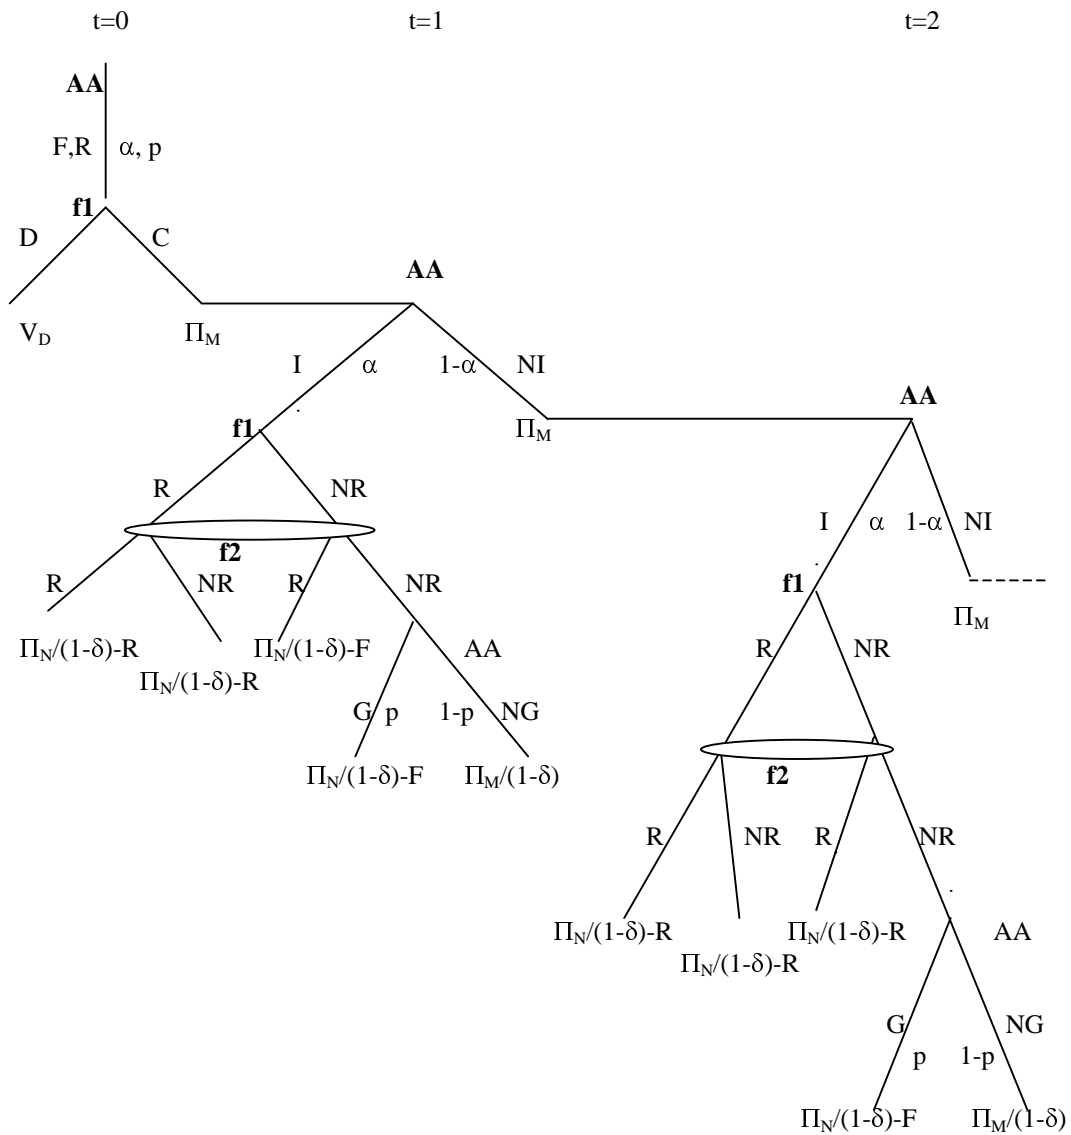 t=0 t=1 t=2
AA
F,R α, p
f1
D C
AA
V_D Π_M
I α 1-α NI
AA
f1 Π_M
R NR
I α 1-α NI
f2
R NR R NR
f1
Π_M
Π_N/(1-δ)-R Π_N/(1-δ)-F AA
R NR
Π_N/(1-δ)-R
G p 1-p NG
Π_N/(1-δ)-F Π_M/(1-δ)
f2
R NR R NR
Π_N/(1-δ)-R Π_N/(1-δ)-R AA
Π_N/(1-δ)-R
G NG
p 1-p
Π_N/(1-δ)-F Π_M/(1-δ)